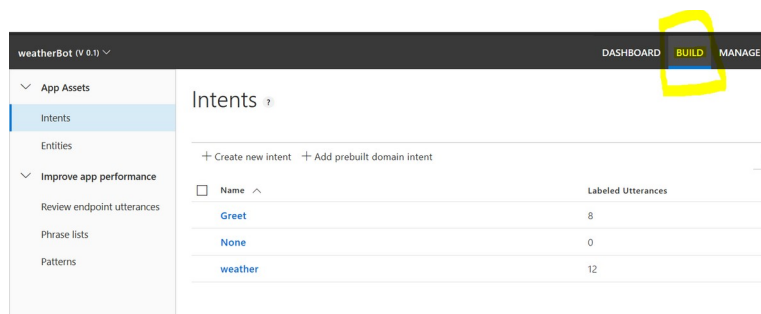 weatherBot (V 0.1)
DASHBOARD BUILD MANAGE
App Assets
Intents
Entities
Improve app performance
Review endpoint utterances
Phrase lists
Patterns
Intents ?
+ Create new intent + Add prebuilt domain intent
Name Labeled Utterances
Greet 8
None 0
weather 12